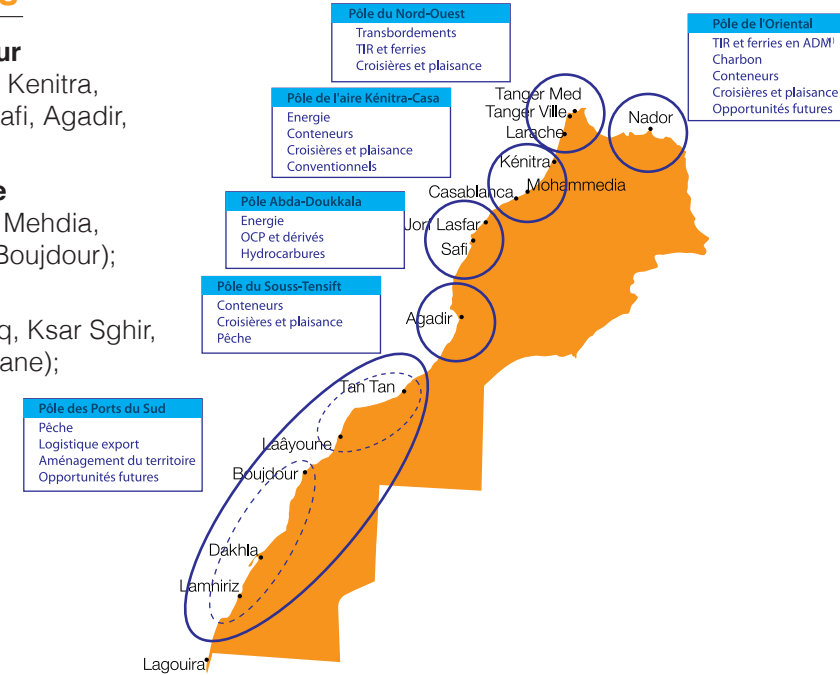 ur
Kenitra,
afi, Agadir,
e
Mehdia,
Boujdour);
q, Ksar Sghir,
ane);
Pôle du Nord-Ouest
Transbordements
TIR et ferries
Croisières et plaisance
Pôle de l'Oriental
TIR et ferries en ADM¹⁾
Charbon
Conteneurs
Croisières et plaisance
Opportunités futures
Pôle de l'aire Kénitra-Casa
Energie
Conteneurs
Croisières et plaisance
Conventionnels
Pôle Abda-Doukkala
Energie
OCP et dérivés
Hydrocarbures
Pôle du Souss-Tensift
Conteneurs
Croisières et plaisance
Pêche
Pôle des Ports du Sud
Pêche
Logistique export
Aménagement du territoire
Opportunités futures
Tanger Med
Tanger Ville
Larache
Nador
Kénitra
Mohammedia
Casablanca
Jorf Lasfar
Safi
Agadir
Tan Tan
Laâyoune
Boujdour
Dakhla
Lamhiriz
Lagouira